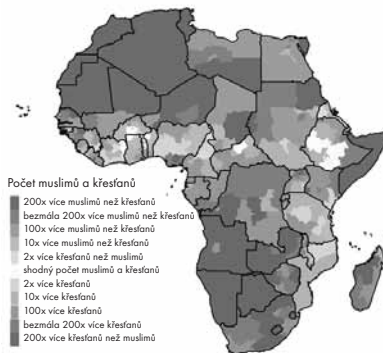 Počet muslimů a křesťanů
200x více muslimů než křesťanů
bezmála 200x více muslimů než křesťanů
100x více muslimů než křesťanů
10x více muslimů než křesťanů
2x více křesťanů než muslimů
shodný počet muslimů a křesťanů
2x více křesťanů
10x více křesťanů
100x více křesťanů
bezmála 200x více křesťanů
200x více křesťanů než muslimů